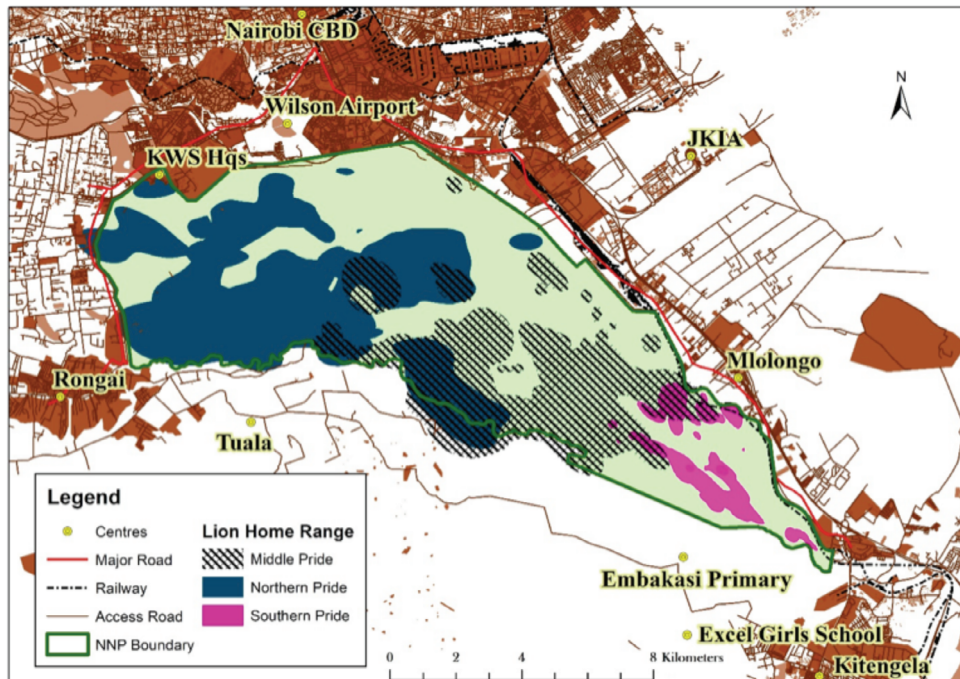 Nairobi CBD
N
Wilson Airport
JKIA
KWS Hqs
Mlolongo
Rongai
Tuala
Legend
Centres
Major Road
Railway
Access Road
NNP Boundary
Lion Home Range
Middle Pride
Northern Pride
Southern Pride
Embakasi Primary
Excel Girls School
Kitengela
0 2 4 8 Kilometers